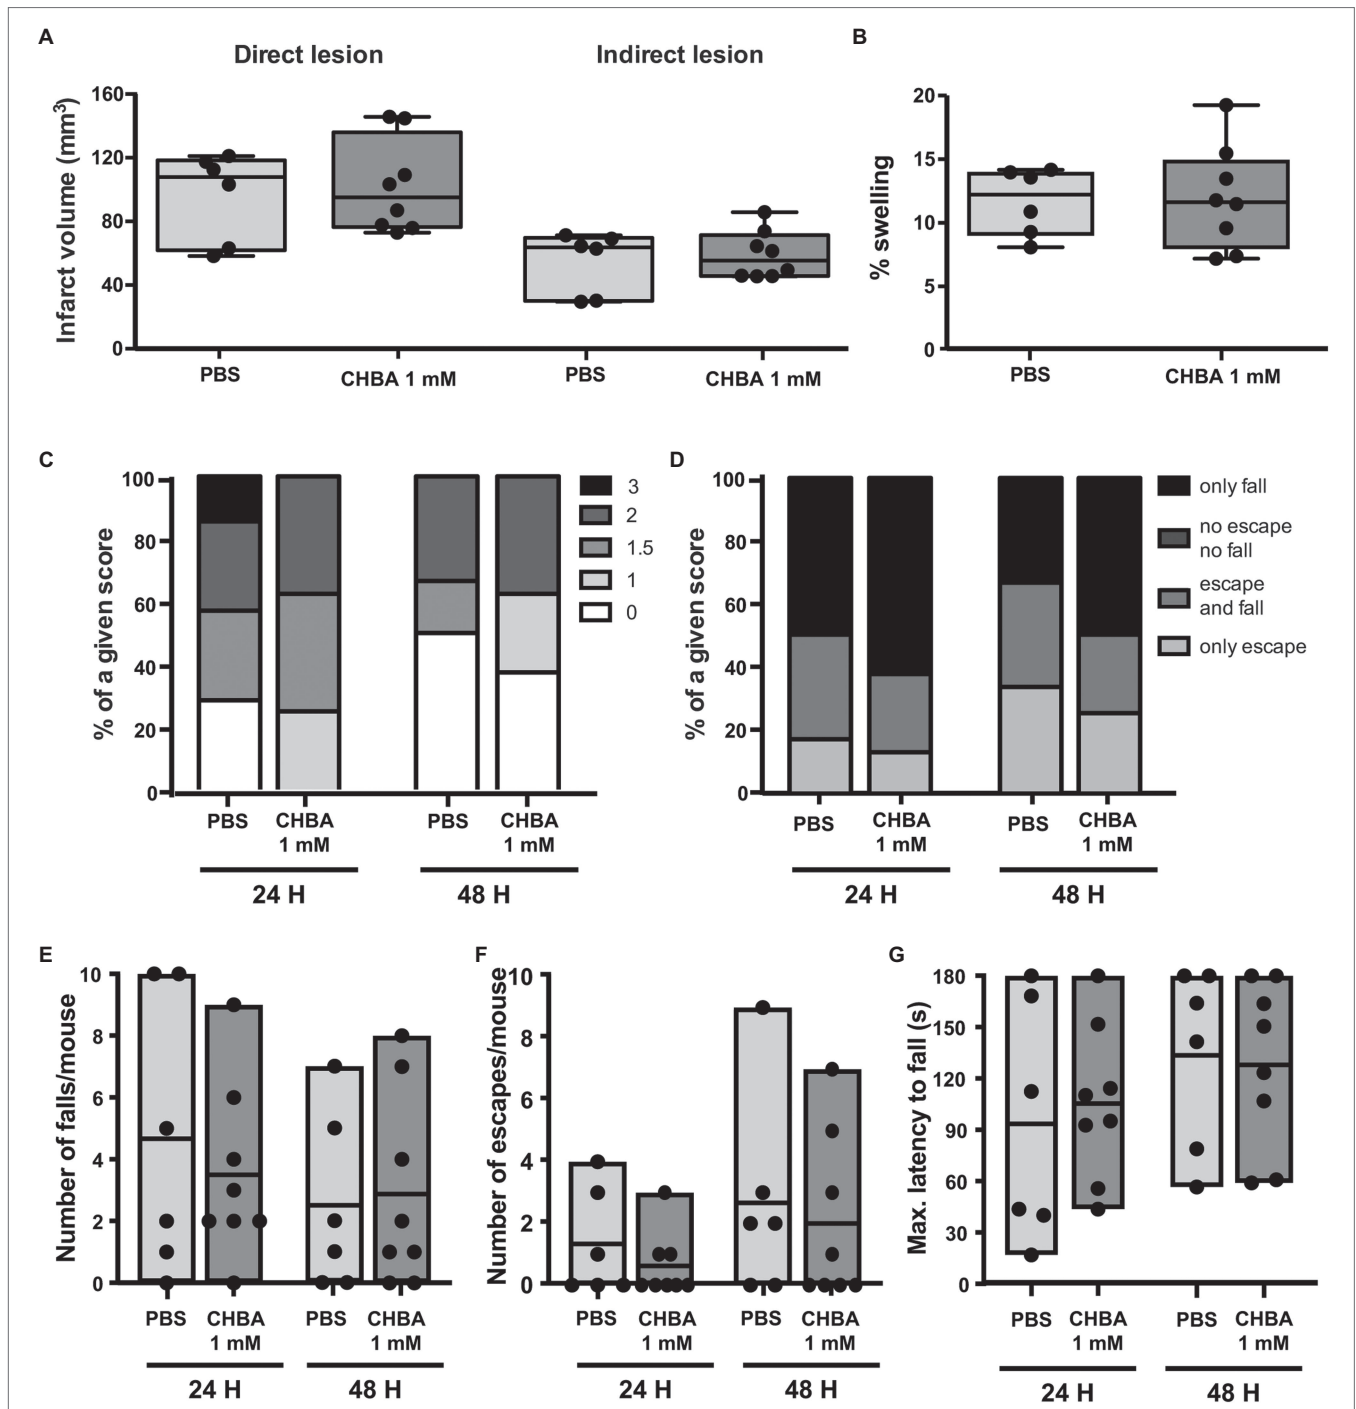 A
B
Direct lesion
Indirect lesion
Infarct volume (mm³)
160
120
80
40
0
PBS
CHBA 1 mM
PBS
CHBA 1 mM
% swelling
20
15
10
5
0
PBS
CHBA 1 mM
C
% of a given score
100
80
60
40
20
0
3
2
1.5
1
0
PBS
CHBA
1 mM
PBS
CHBA
1 mM
24 H
48 H
D
% of a given score
100
80
60
40
20
0
only fall
no escape
no fall
escape
and fall
only escape
PBS
CHBA
1 mM
PBS
CHBA
1 mM
24 H
48 H
E
Number of falls/mouse
10
8
6
4
2
0
PBS
CHBA
1 mM
PBS
CHBA
1 mM
24 H
48 H
F
Number of escapes/mouse
10
8
6
4
2
0
PBS
CHBA
1 mM
PBS
CHBA
1 mM
24 H
48 H
G
Max. latency to fall (s)
180
150
120
90
60
30
0
PBS
CHBA
1 mM
PBS
CHBA
1 mM
24 H
48 H